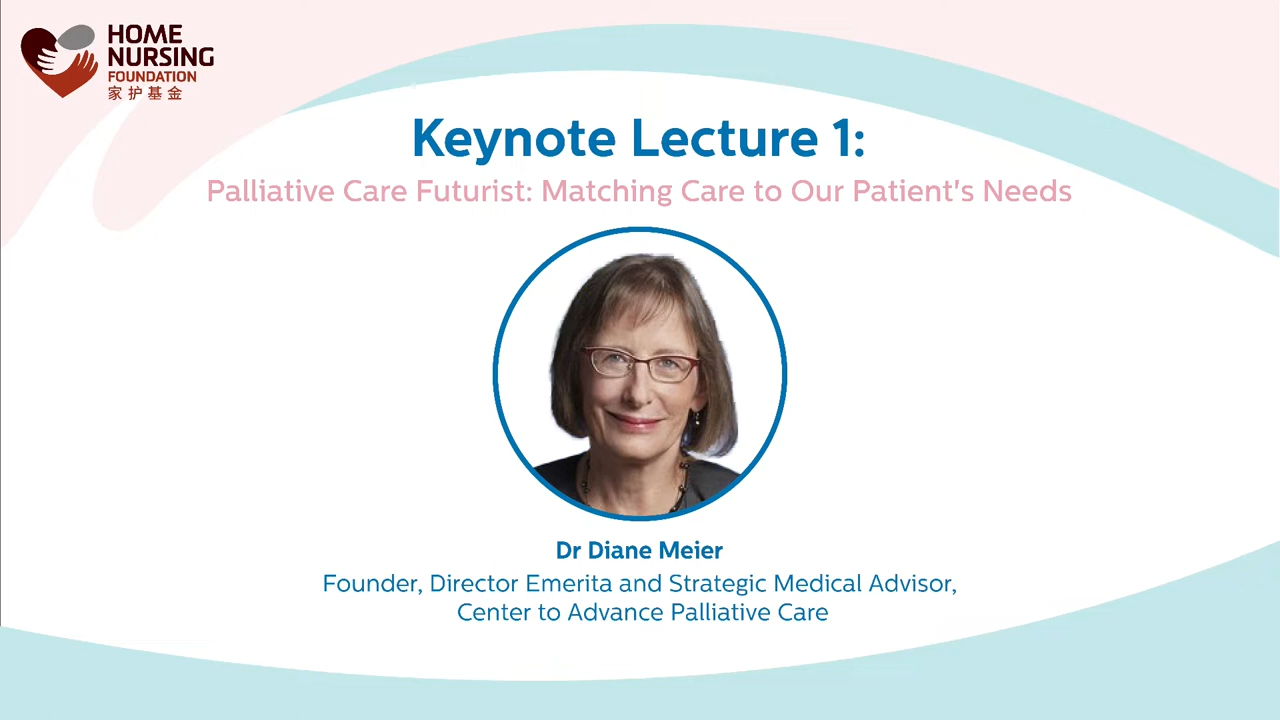 HOME
NURSING
FOUNDATION
家护基金
Keynote Lecture 1:
Palliative Care Futurist: Matching Care to Our Patient's Needs
Dr Diane Meier
Founder, Director Emerita and Strategic Medical Advisor,
Center to Advance Palliative Care